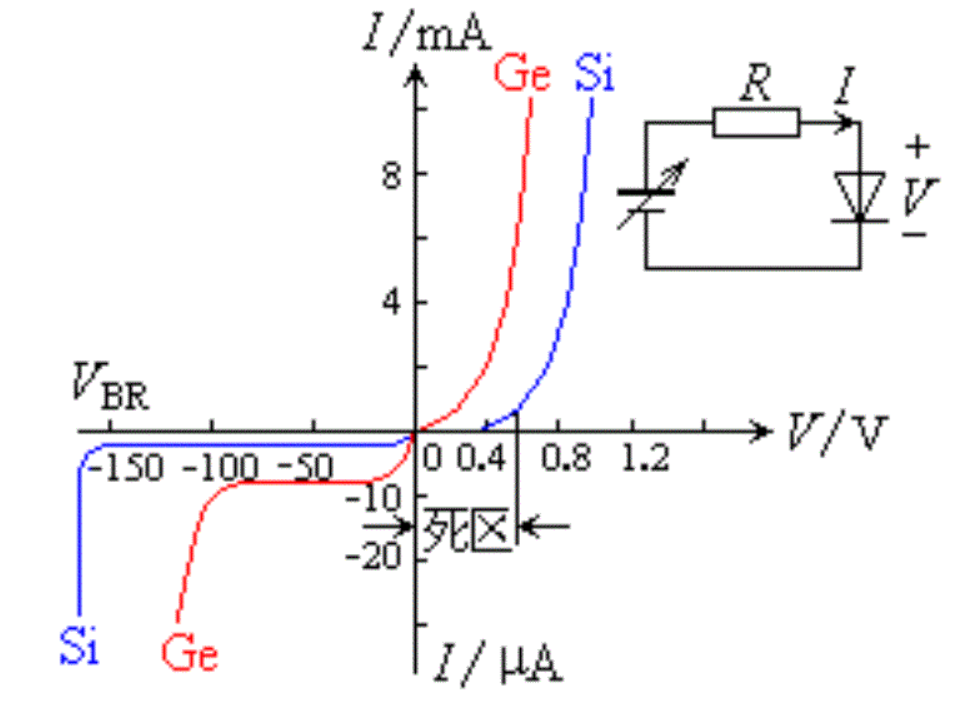 I/mA
Ge Si
R I
+
V
−
8
4
V_BR
V/V
-150 -100 -50 0 0.4 0.8 1.2
-10
死区
-20
Si Ge I/μA